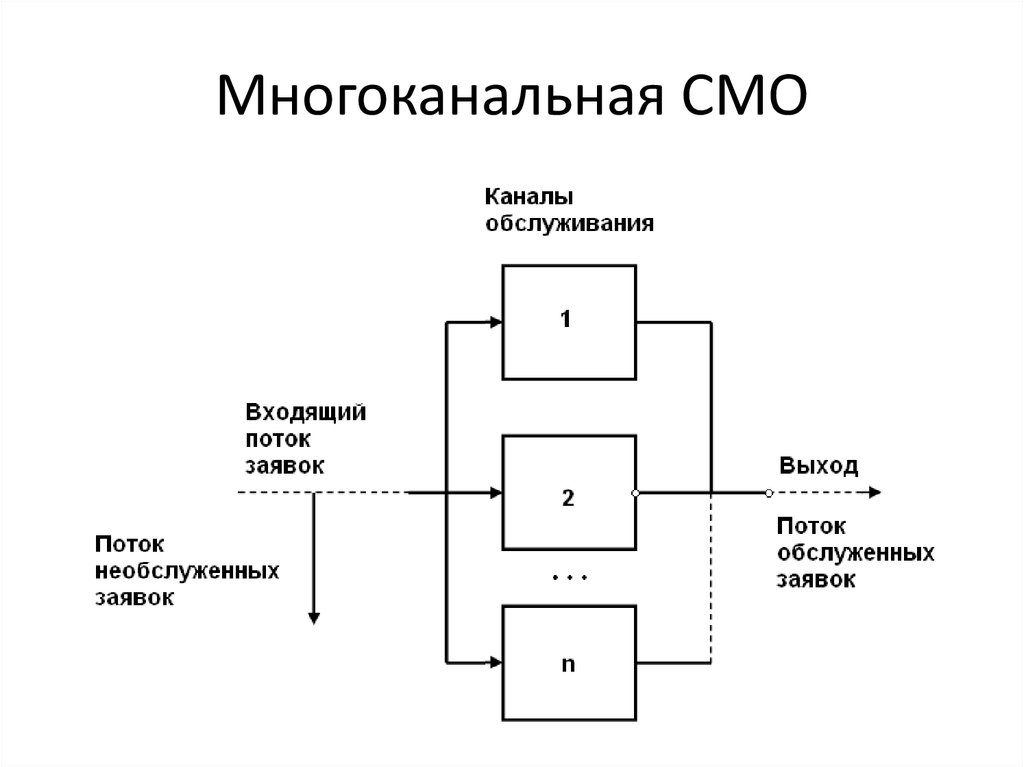 Многоканальная СМО
Каналы
обслуживания
1
Входящий
поток
заявок
2
Выход
Поток
необслуженных
заявок
Поток
обслуженных
заявок
...
n